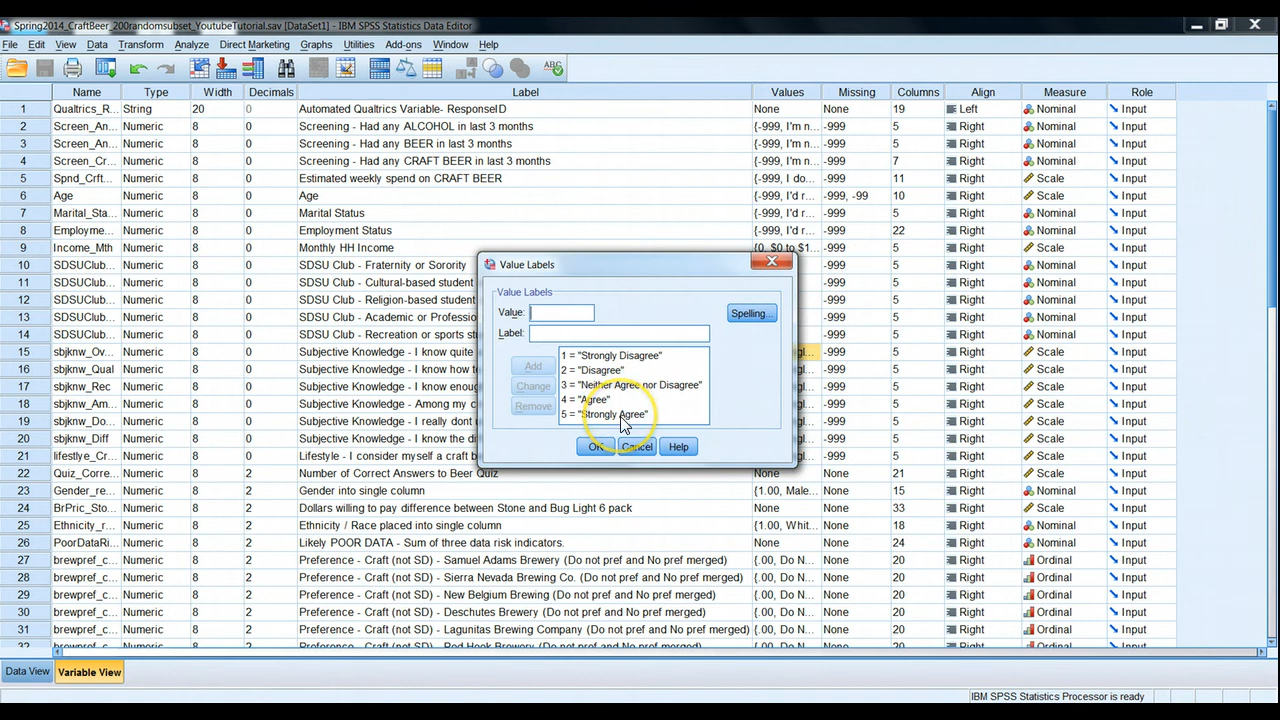 Spring2014_CraftBeer_200randomsubset_YoutubeTutorial.sav [DataSet1] - IBM SPSS Statistics Data Editor
File Edit View Data Transform Analyze Direct Marketing Graphs Utilities Add-ons Window Help
Name Type Width Decimals Label Values Missing Columns Align Measure Role
1 Qualtrics_R... String 20 0 Automated Qualtrics Variable- ResponseID None None 19 Left Nominal Input
2 Screen_An... Numeric 8 0 Screening - Had any ALCOHOL in last 3 months {-999, I'm n... -999 5 Right Nominal Input
3 Screen_An... Numeric 8 0 Screening - Had any BEER in last 3 months {-999, I'm n... -999 5 Right Nominal Input
4 Screen_Cr... Numeric 8 0 Screening - Had any CRAFT BEER in last 3 months {-999, I'm n... -999 7 Right Nominal Input
5 Spnd_Crft... Numeric 8 0 Estimated weekly spend on CRAFT BEER {-999, I do... -999 11 Right Scale Input
6 Age Numeric 8 0 Age {-999, I'd r... -999, -99 10 Right Scale Input
7 Marital_Sta... Numeric 8 0 Marital Status {-999, I'd r... -999 5 Right Nominal Input
8 Employme... Numeric 8 0 Employment Status {-999, I'd r... -999 22 Right Nominal Input
9 Income_Mth Numeric 8 0 Monthly HH Income {0, $0 to $1... -999 5 Right Scale Input
10 SDSUClub... Numeric 8 0 SDSU Club - Fraternity or Sorority -999 5 Right Nominal Input
11 SDSUClub... Numeric 8 0 SDSU Club - Cultural-based student -999 5 Right Nominal Input
12 SDSUClub... Numeric 8 0 SDSU Club - Religion-based student -999 5 Right Nominal Input
13 SDSUClub... Numeric 8 0 SDSU Club - Academic or Profession -999 5 Right Nominal Input
14 SDSUClub... Numeric 8 0 SDSU Club - Recreation or sports st -999 5 Right Nominal Input
15 sbjknw_Ov... Numeric 8 0 Subjective Knowledge - I know quite -999 5 Right Scale Input
16 sbjknw_Qual Numeric 8 0 Subjective Knowledge - I know how t -999 5 Right Scale Input
17 sbjknw_Rec Numeric 8 0 Subjective Knowledge - I know enou -999 5 Right Scale Input
18 sbjknw_Am... Numeric 8 0 Subjective Knowledge - Among my c -999 5 Right Scale Input
19 sbjknw_Do... Numeric 8 0 Subjective Knowledge - I really dont -999 5 Right Scale Input
20 sbjknw_Diff Numeric 8 0 Subjective Knowledge - I know the di -999 5 Right Scale Input
21 lifestlye_Cr... Numeric 8 0 Lifestyle - I consider myself a craft b -999 5 Right Scale Input
22 Quiz_Corre... Numeric 8 2 Number of Correct Answers to Beer Quiz None None 21 Right Scale Input
23 Gender_re... Numeric 8 2 Gender into single column {1.00, Male... None 15 Right Nominal Input
24 BrPric_Sto... Numeric 8 2 Dollars willing to pay difference between Stone and Bug Light 6 pack None None 33 Right Scale Input
25 Ethnicity_r... Numeric 8 2 Ethnicity / Race placed into single column {1.00, Whit... None 18 Right Nominal Input
26 PoorDataRi... Numeric 8 2 Likely POOR DATA - Sum of three data risk indicators. None None 24 Right Nominal Input
27 brewpref_c... Numeric 8 2 Preference - Craft (not SD) - Samuel Adams Brewery (Do not pref and No pref merged) {.00, Do N... None 20 Right Ordinal Input
28 brewpref_c... Numeric 8 2 Preference - Craft (not SD) - Sierra Nevada Brewing Co. (Do not pref and No pref merged) {.00, Do N... None 20 Right Ordinal Input
29 brewpref_c... Numeric 8 2 Preference - Craft (not SD) - New Belgium Brewing (Do not pref and No pref merged) {.00, Do N... None 20 Right Ordinal Input
30 brewpref_c... Numeric 8 2 Preference - Craft (not SD) - Deschutes Brewery (Do not pref and No pref merged) {.00, Do N... None 20 Right Ordinal Input
31 brewpref_c... Numeric 8 2 Preference - Craft (not SD) - Lagunitas Brewing Company (Do not pref and No pref merged) {.00, Do N... None 20 Right Ordinal Input
Value Labels
Value Labels
Value:
Spelling...
Label:
Add
Change
Remove
1 = "Strongly Disagree"
2 = "Disagree"
3 = "Neither Agree nor Disagree"
4 = "Agree"
5 = "Strongly Agree"
OK Cancel Help
Data View Variable View
IBM SPSS Statistics Processor is ready